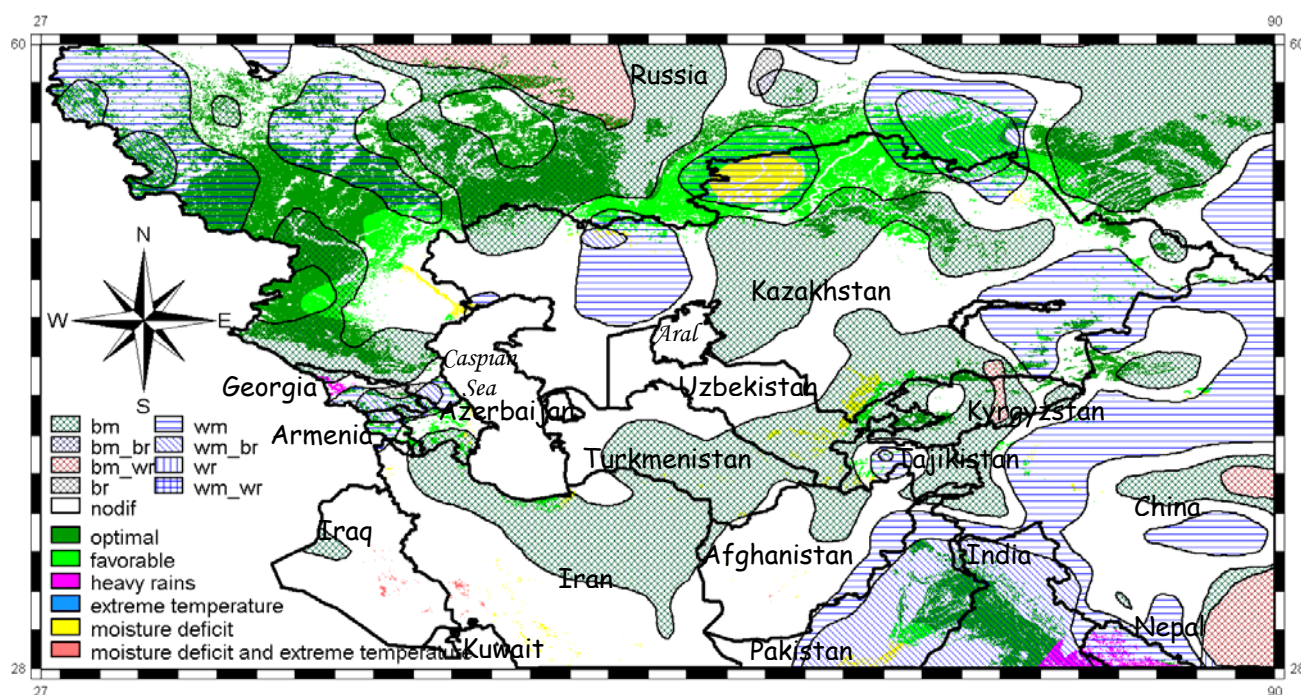 27
90
60
60
Russia
N
W
E
S
Kazakhstan
Aral
Caspian
Sea
Georgia
Uzbekistan
Azerbaijan
Kyrgyzstan
Armenia
Turkmenistan
Tajikistan
China
Iraq
Afghanistan
India
Iran
Nepal
Kuwait
Pakistan
bm
wm
bm_br
wm_br
bm_wr
wr
br
wm_wr
nodif
optimal
favorable
heavy rains
extreme temperature
moisture deficit
moisture deficit and extreme temperature
28
28
27
90